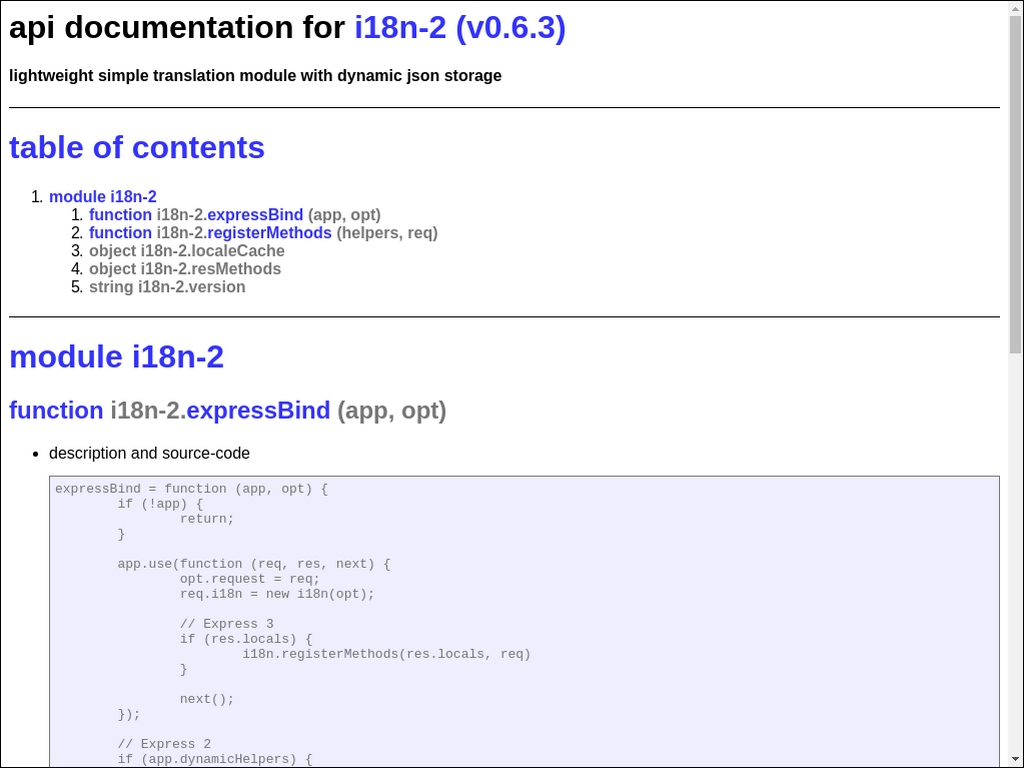 api documentation for i18n-2 (v0.6.3)
lightweight simple translation module with dynamic json storage
table of contents
1. module i18n-2
1. function i18n-2.expressBind (app, opt)
2. function i18n-2.registerMethods (helpers, req)
3. object i18n-2.localeCache
4. object i18n-2.resMethods
5. string i18n-2.version
module i18n-2
function i18n-2.expressBind (app, opt)
• description and source-code
expressBind = function (app, opt) {
if (!app) {
return;
}
app.use(function (req, res, next) {
opt.request = req;
req.i18n = new i18n(opt);
// Express 3
if (res.locals) {
i18n.registerMethods(res.locals, req)
}
next();
});
// Express 2
if (app.dynamicHelpers) {